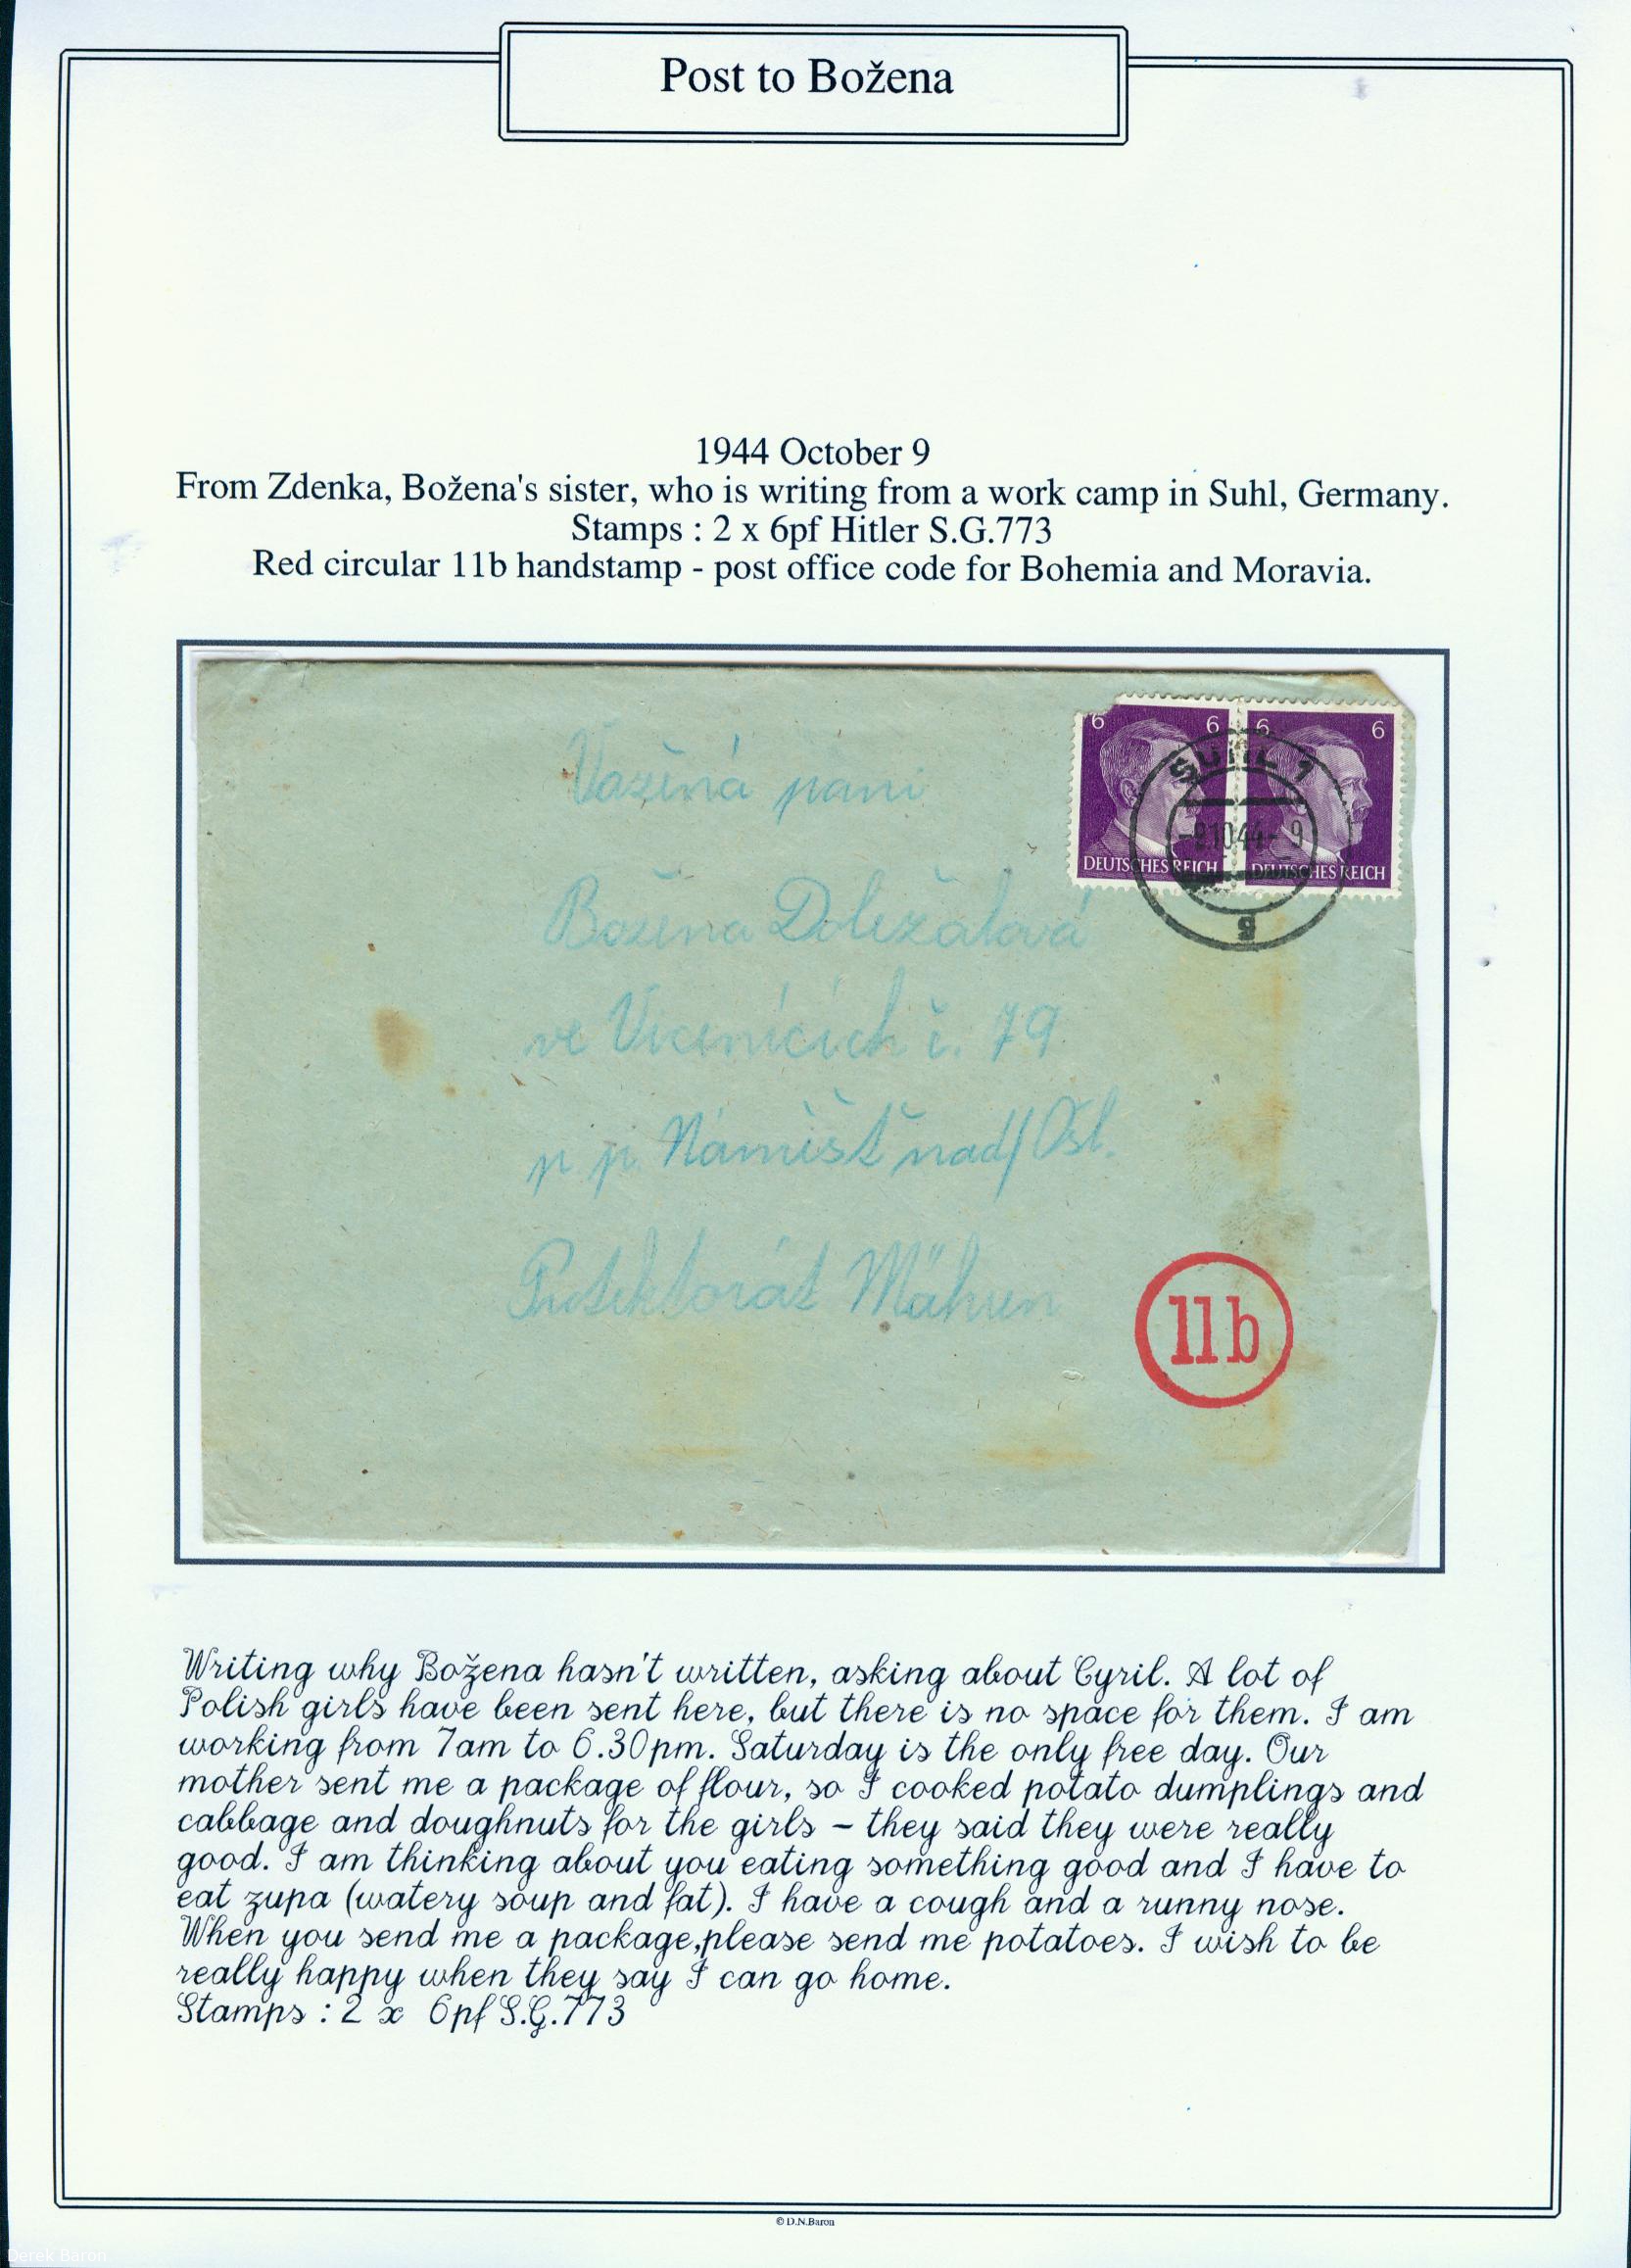 Post to Božena
1944 October 9
From Zdenka, Božena's sister, who is writing from a work camp in Suhl, Germany.
Stamps : 2 x 6pf Hitler S.G.773
Red circular 11b handstamp - post office code for Bohemia and Moravia.
6 6 6 6
SUHL 1
10.44 - 9
DEUTSCHES REICH DEUTSCHES REICH
g
Vážená paní
Božena Doležalová
ve Vícenicích č. 79
p. p. Náměšť nad/Osl.
Protektorát Mähren
11b
Writing why Božena hasn't written, asking about Cyril. A lot of
Polish girls have been sent here, but there is no space for them. I am
working from 7am to 6.30pm. Saturday is the only free day. Our
mother sent me a package of flour, so I cooked potato dumplings and
cabbage and doughnuts for the girls – they said they were really
good. I am thinking about you eating something good and I have to
eat zupa (watery soup and fat). I have a cough and a runny nose.
When you send me a package,please send me potatoes. I wish to be
really happy when they say I can go home.
Stamps : 2 x 6pf S.G.773
© D.N.Baron
Derek Baron